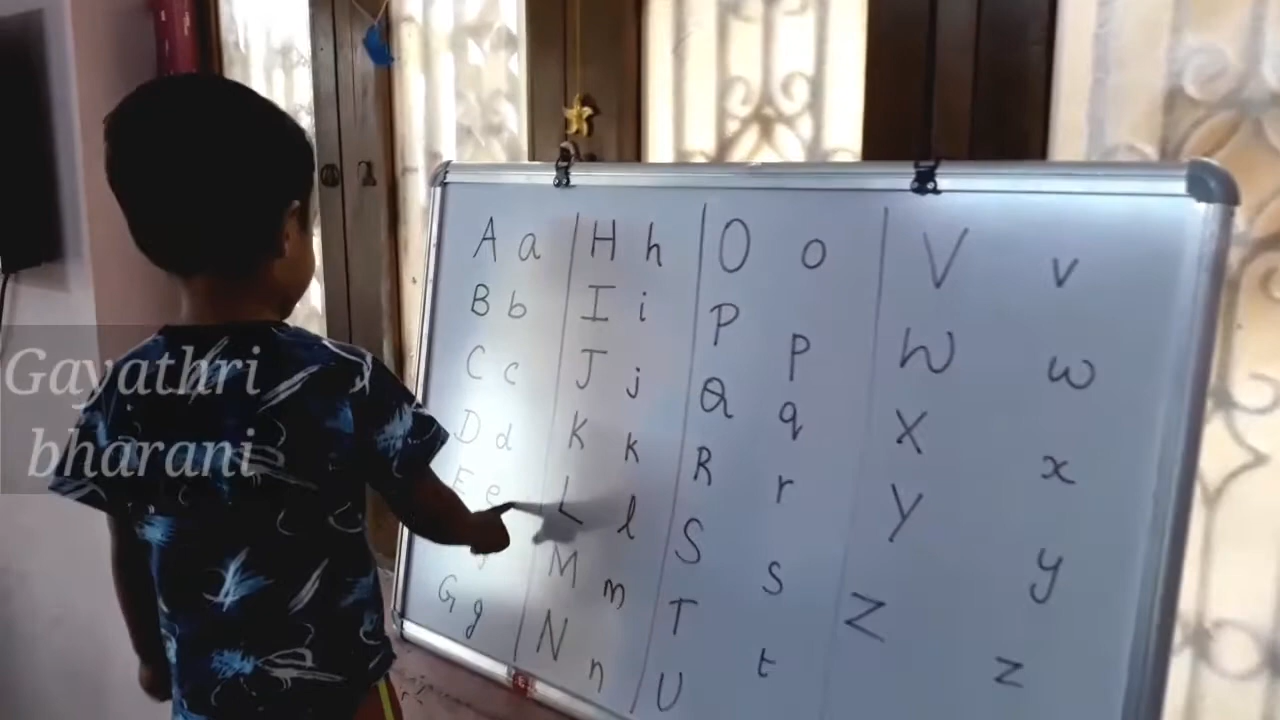 A a H h O o V v
B b I i P p W w
C c J j Q q X x
D d K k R r Y y
E e L l S s Z z
M m T t
G g N n U
Gayathri
bharani